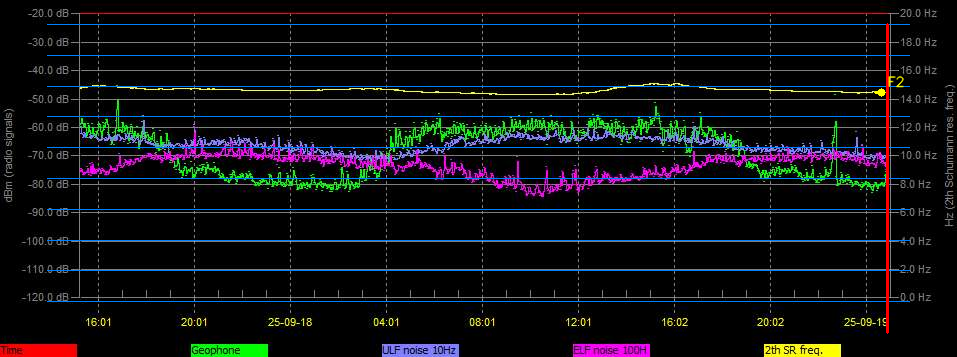 -20.0 dB 20.0 Hz
-30.0 dB 18.0 Hz
-40.0 dB 16.0 Hz
F2
-50.0 dB 14.0 Hz
-60.0 dB 12.0 Hz
-70.0 dB 10.0 Hz
-80.0 dB 8.0 Hz
-90.0 dB 6.0 Hz
-100.0 dB 4.0 Hz
-110.0 dB 2.0 Hz
-120.0 dB 0.0 Hz
dBm (radio signals)
Hz (2th Schumann res. freq.)
16:01 20:01 25-09-18 04:01 08:01 12:01 16:02 20:02 25-09-19
Time Geophone ULF noise 10Hz ELF noise 100H 2th SR freq.